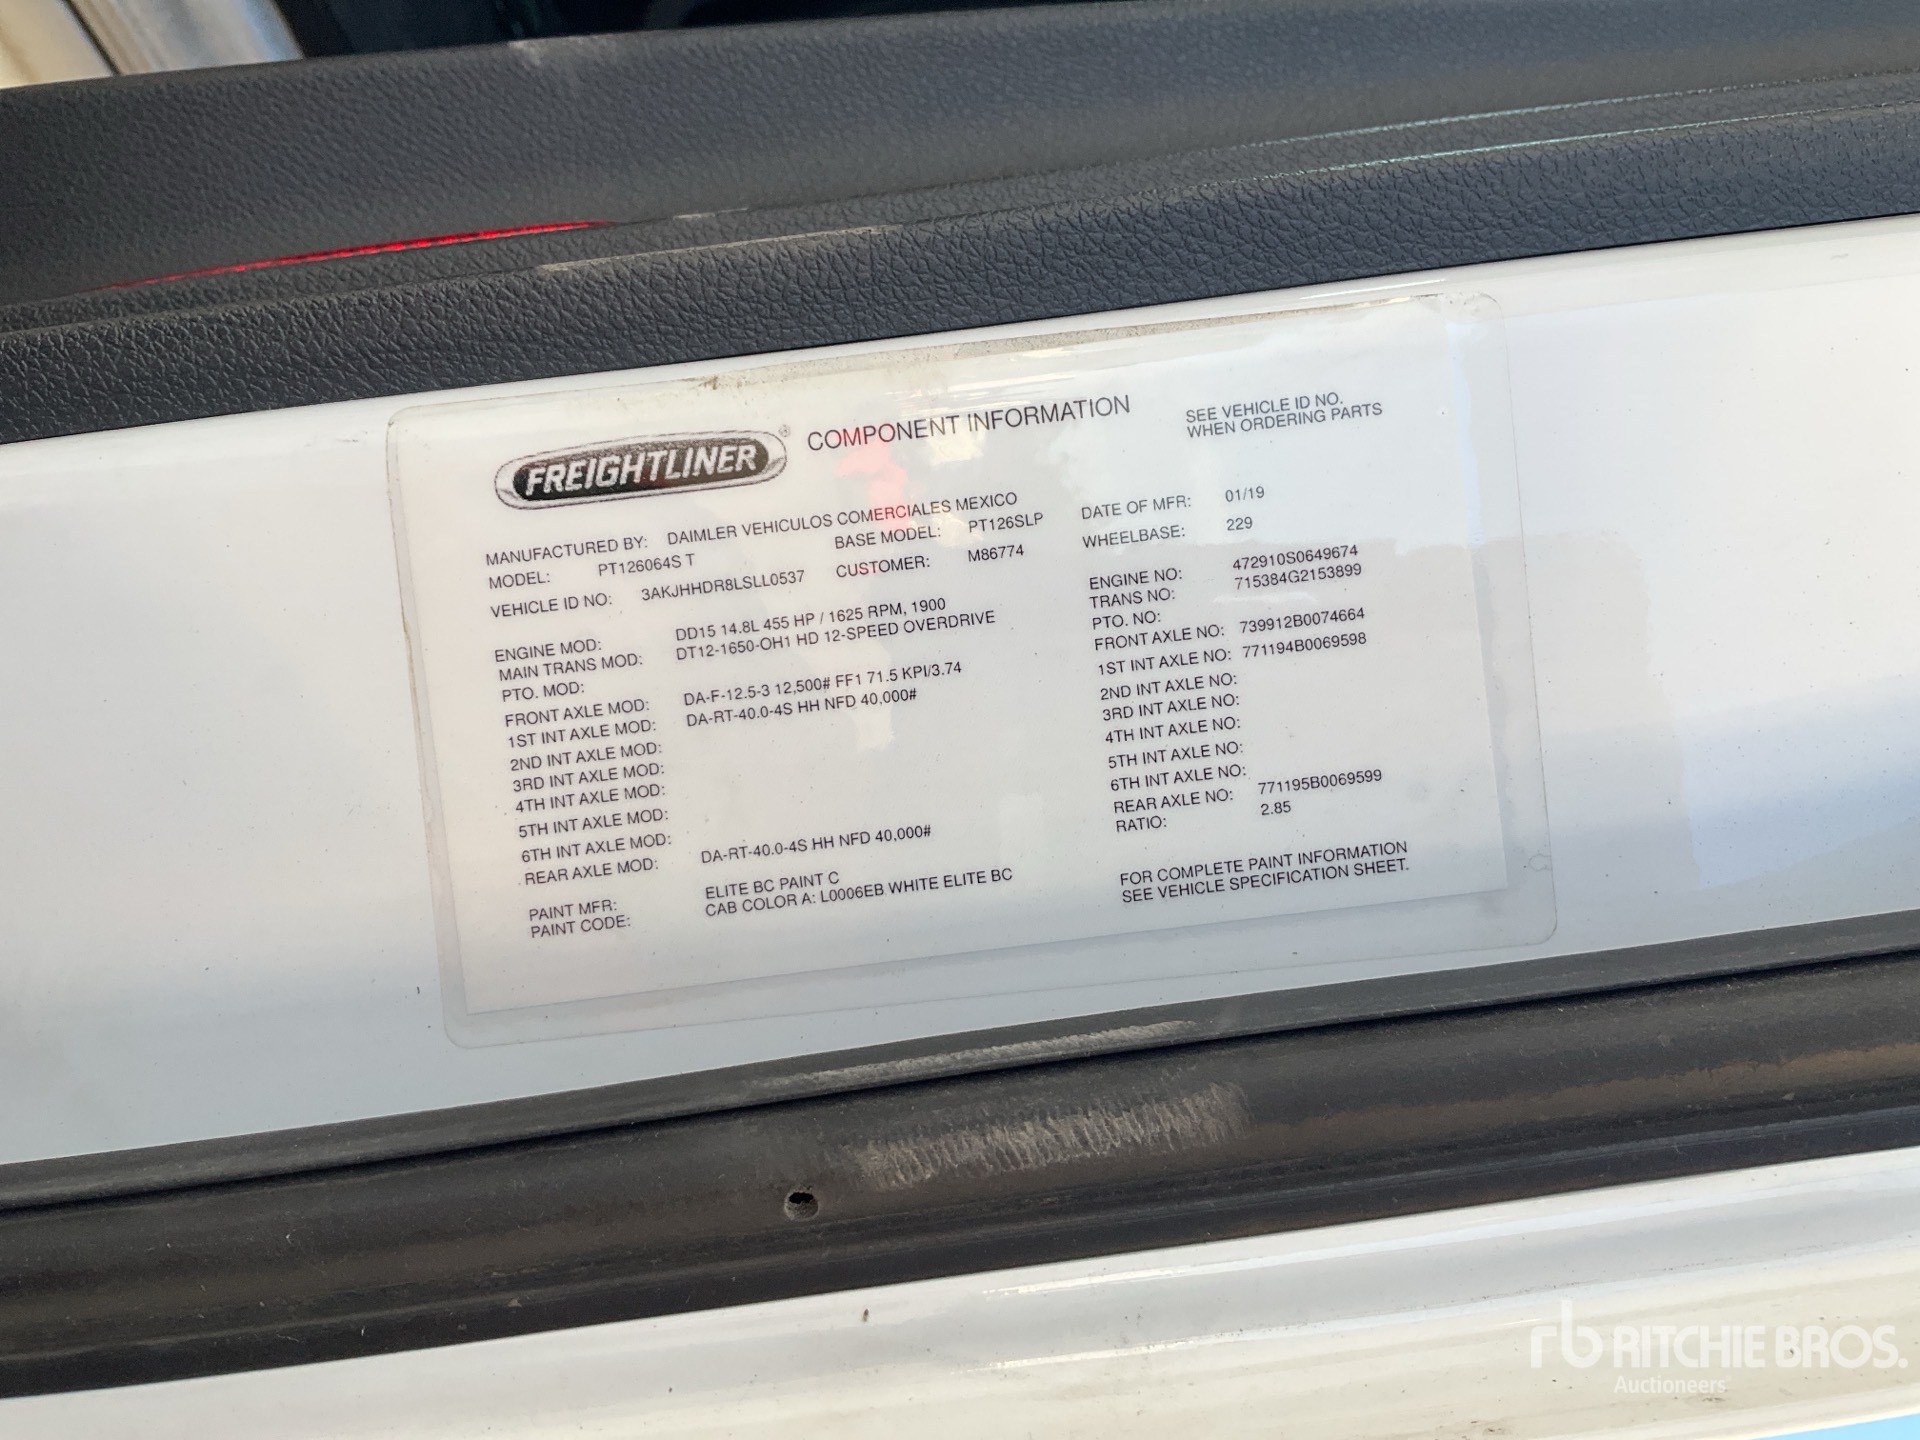 FREIGHTLINER ® COMPONENT INFORMATION
SEE VEHICLE ID NO.
WHEN ORDERING PARTS
MANUFACTURED BY: DAIMLER VEHICULOS COMERCIALES MEXICO DATE OF MFR: 01/19
MODEL: PT126064S T BASE MODEL: PT126SLP WHEELBASE: 229
VEHICLE ID NO: 3AKJHHDR8LSLL0537 CUSTOMER: M86774
ENGINE MOD: DD15 14.8L 455 HP / 1625 RPM, 1900 ENGINE NO: 472910S0649674
MAIN TRANS MOD: DT12-1650-OH1 HD 12-SPEED OVERDRIVE TRANS NO: 715384G2153899
PTO. MOD: PTO. NO:
FRONT AXLE MOD: DA-F-12.5-3 12,500# FF1 71.5 KPI/3.74 FRONT AXLE NO: 739912B0074664
1ST INT AXLE MOD: DA-RT-40.0-4S HH NFD 40,000# 1ST INT AXLE NO: 771194B0069598
2ND INT AXLE MOD: 2ND INT AXLE NO:
3RD INT AXLE MOD: 3RD INT AXLE NO:
4TH INT AXLE MOD: 4TH INT AXLE NO:
5TH INT AXLE MOD: 5TH INT AXLE NO:
6TH INT AXLE MOD: 6TH INT AXLE NO:
REAR AXLE MOD: DA-RT-40.0-4S HH NFD 40,000# REAR AXLE NO: 771195B0069599
RATIO: 2.85
PAINT MFR: ELITE BC PAINT C FOR COMPLETE PAINT INFORMATION
PAINT CODE: CAB COLOR A: L0006EB WHITE ELITE BC SEE VEHICLE SPECIFICATION SHEET.
rb RITCHIE BROS.
Auctioneers